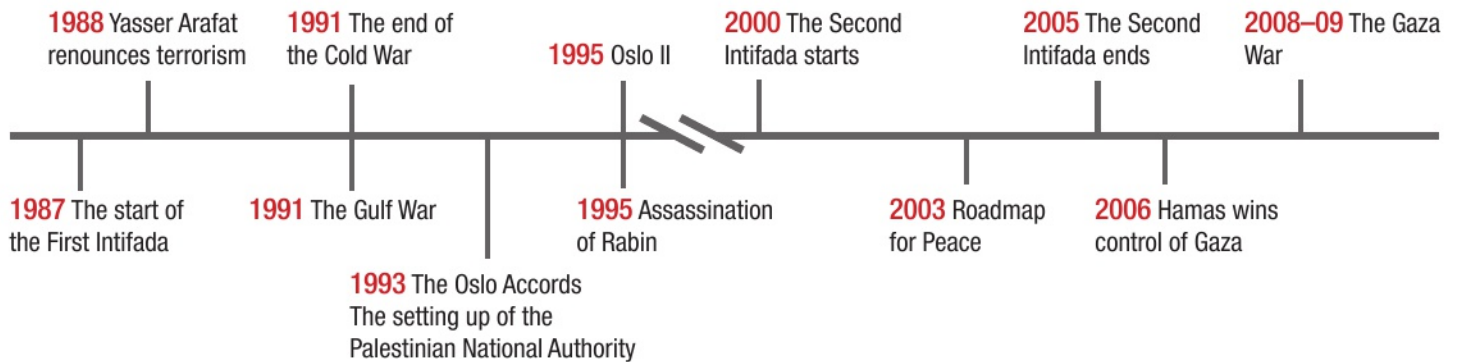 1988 Yasser Arafat
renounces terrorism
1991 The end of
the Cold War
1995 Oslo II
2000 The Second
Intifada starts
2005 The Second
Intifada ends
2008–09 The Gaza
War
1987 The start of
the First Intifada
1991 The Gulf War
1993 The Oslo Accords
The setting up of the
Palestinian National Authority
1995 Assassination
of Rabin
2003 Roadmap
for Peace
2006 Hamas wins
control of Gaza